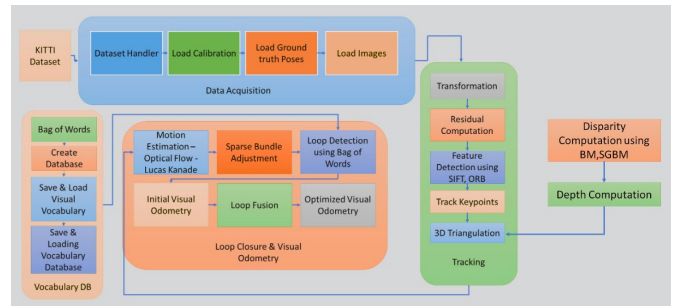 KITTI
Dataset
Dataset Handler
Load Calibration
Load Ground
truth Poses
Load Images
Data Acquisition
Bag of Words
Create
Database
Save & Load
Visual
Vocabulary
Save &
Loading
Vocabulary
Database
Vocabulary DB
Motion
Estimation –
Optical Flow -
Lucas Kanade
Sparse Bundle
Adjustment
Loop Detection
using Bag of
Words
Initial Visual
Odometry
Loop Fusion
Optimized Visual
Odometry
Loop Closure & Visual
Odometry
Transformation
Residual
Computation
Feature
Detection using
SIFT, ORB
Track Keypoints
3D Triangulation
Tracking
Disparity
Computation using
BM,SGBM
Depth Computation